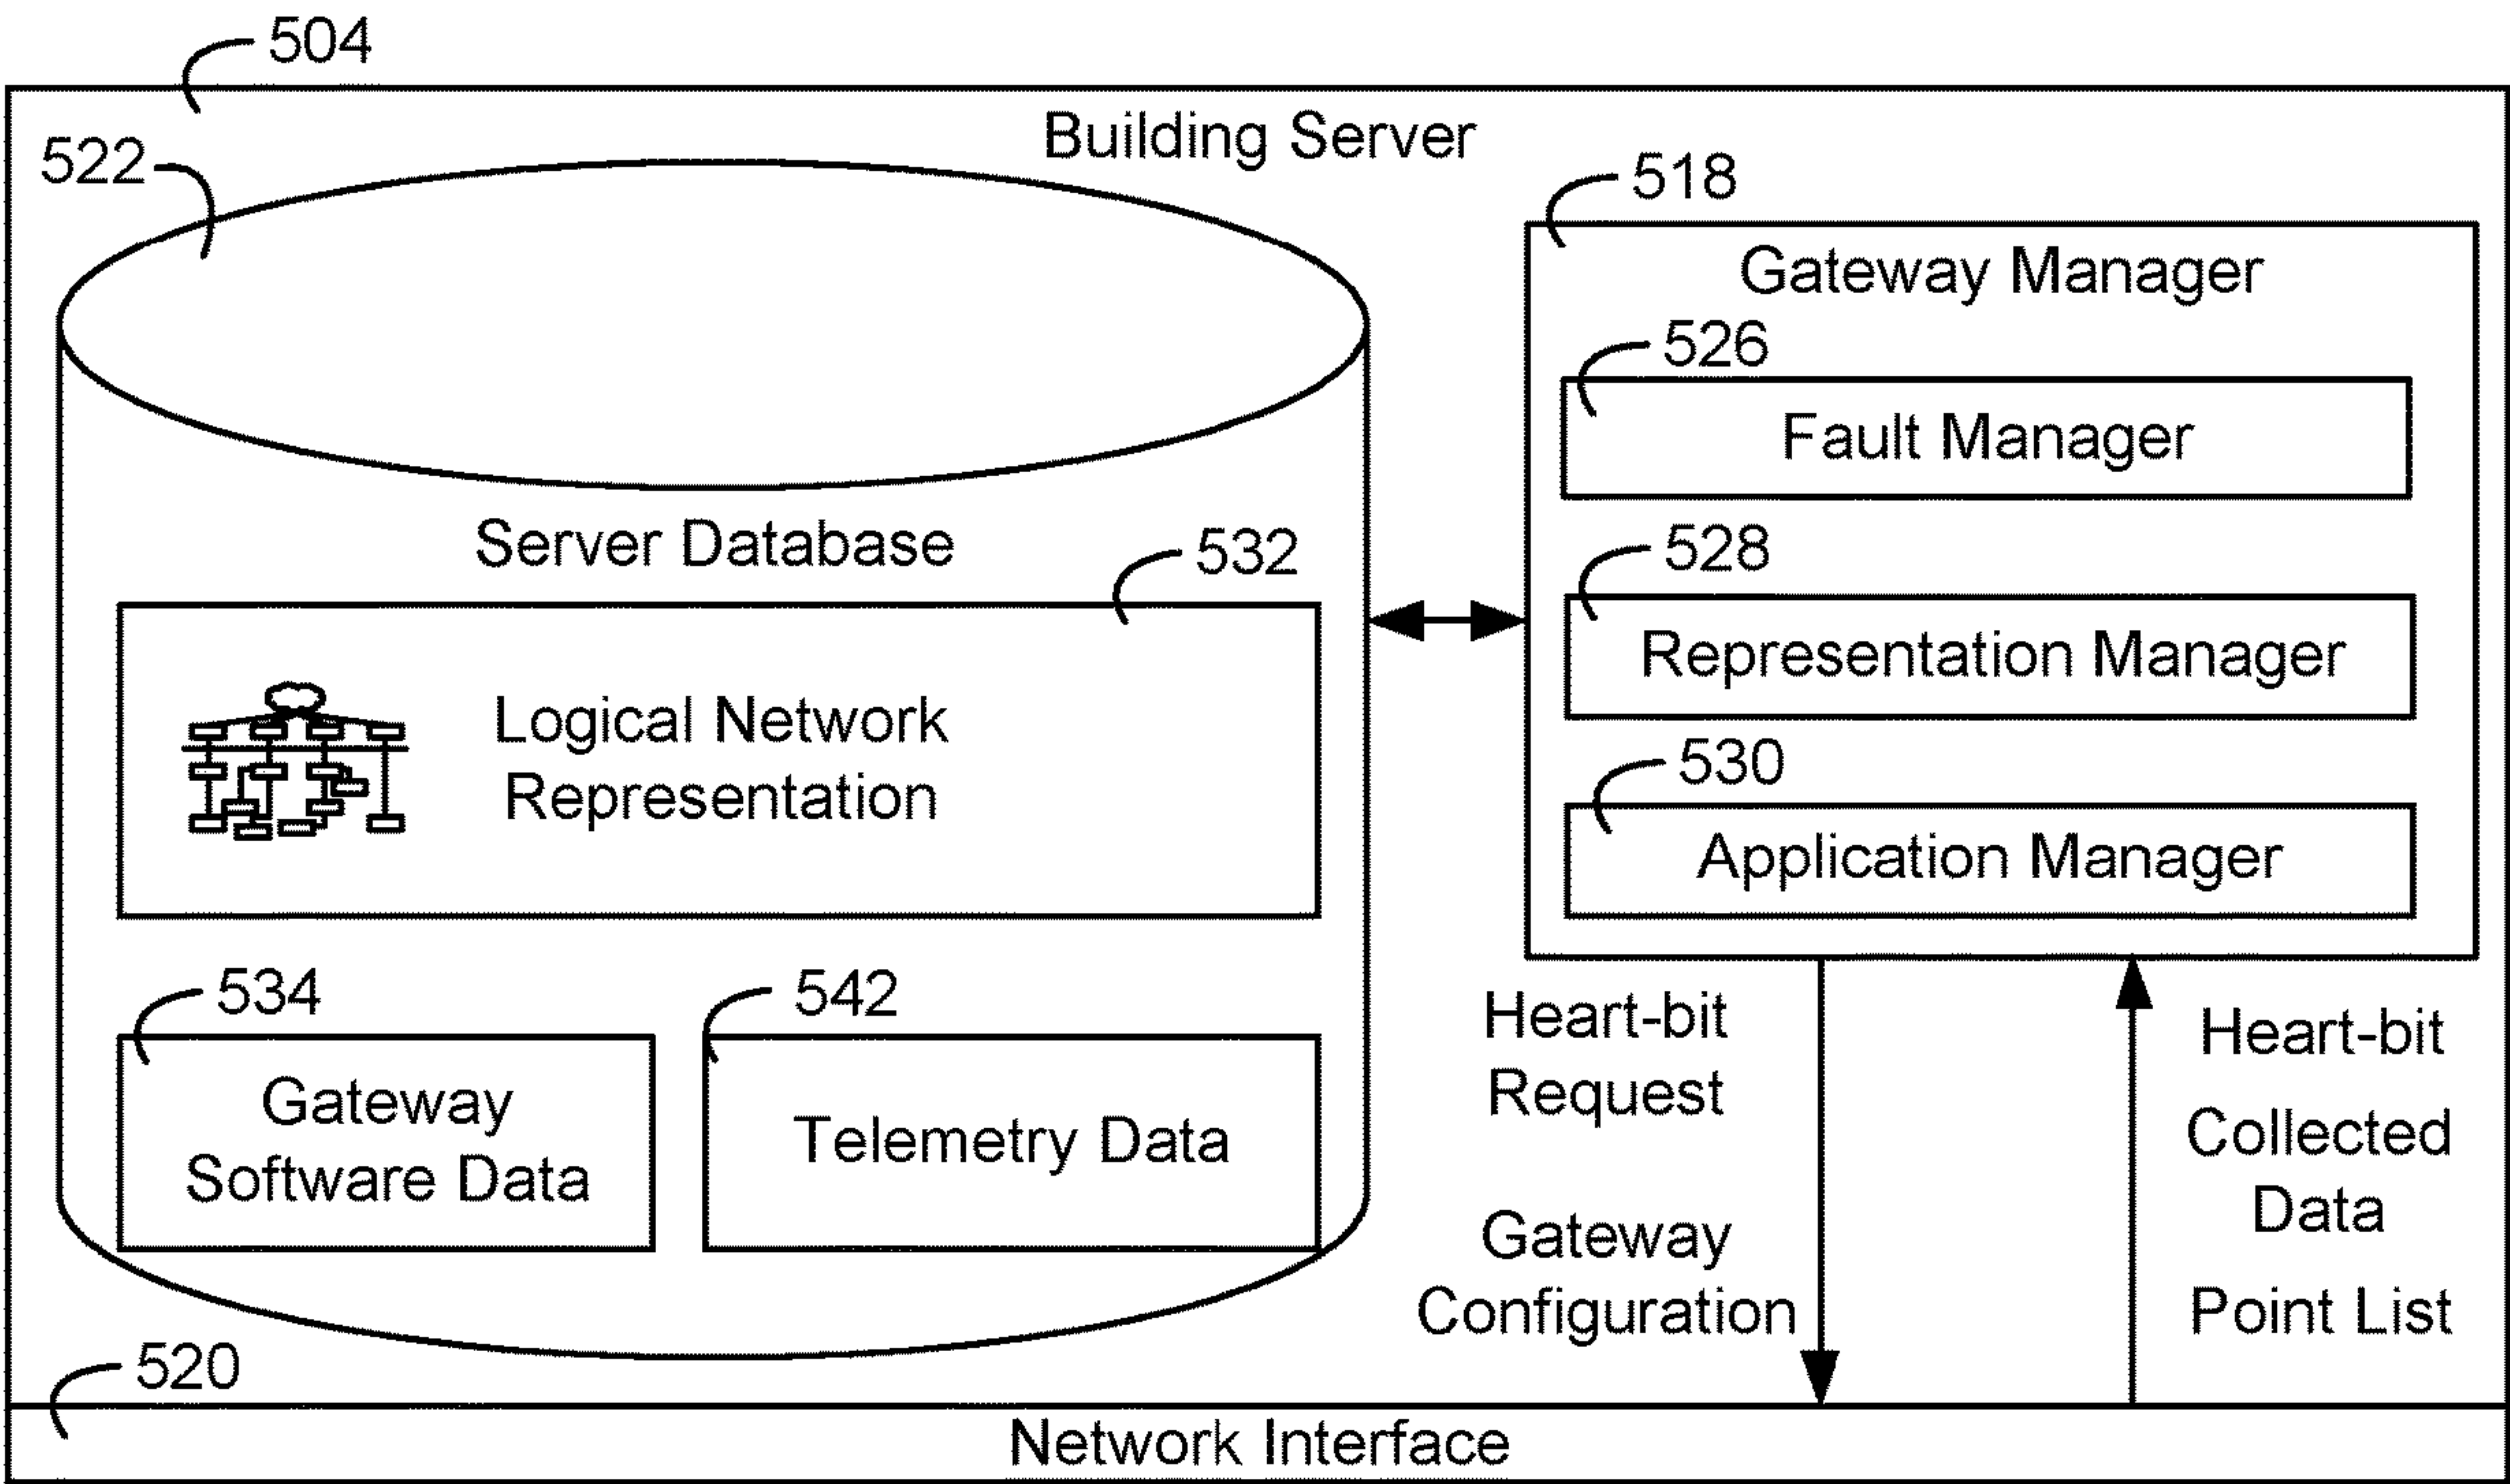 504
Building Server
522
518
Gateway Manager
526
Fault Manager
Server Database
532
528
Representation Manager
Logical Network
Representation
530
Application Manager
534
542
Gateway
Software Data
Telemetry Data
Heart-bit
Request
Gateway
Configuration
Heart-bit
Collected
Data
Point List
520
Network Interface